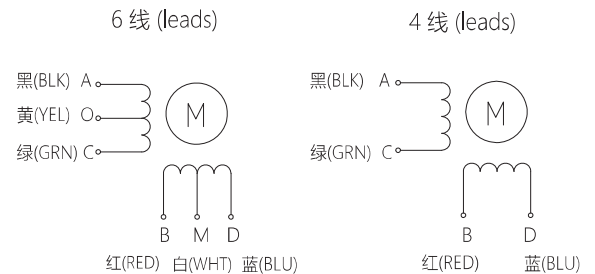 6 线 (leads)
4 线 (leads)
黑(BLK) A
黄(YEL) O
绿(GRN) C
M
B M D
红(RED) 白(WHT) 蓝(BLU)
黑(BLK) A
绿(GRN) C
M
B D
红(RED) 蓝(BLU)